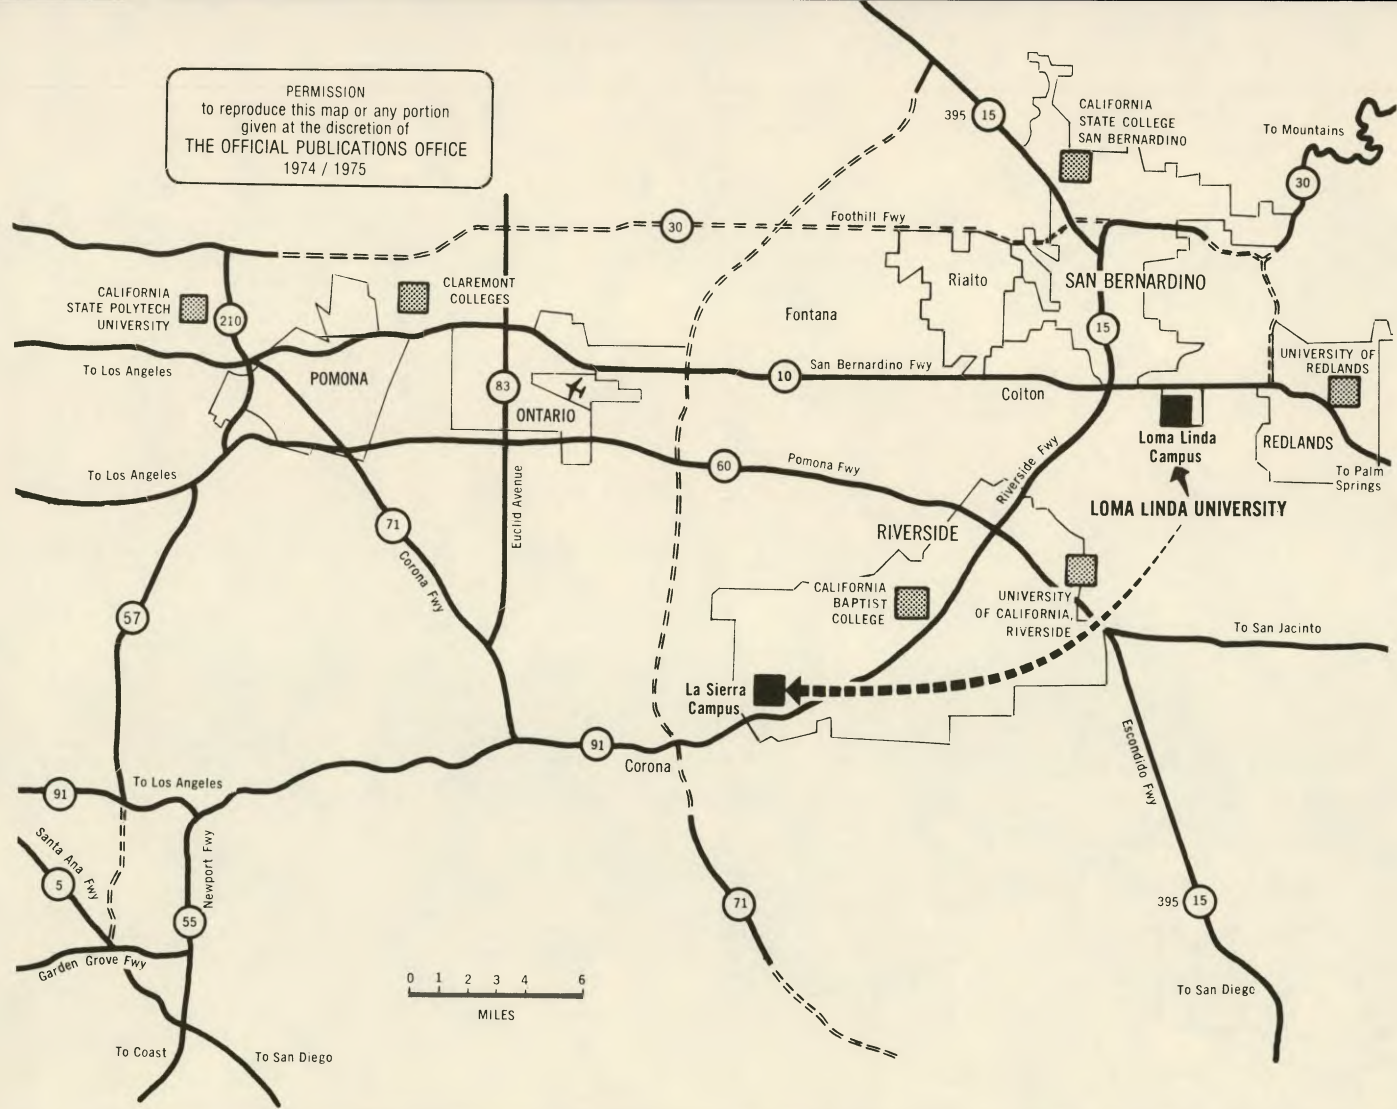 PERMISSION
to reproduce this map or any portion
given at the discretion of
THE OFFICIAL PUBLICATIONS OFFICE
1974 / 1975
395
15
CALIFORNIA
STATE COLLEGE
SAN BERNARDINO
To Mountains
30
30
Foothill Fwy
CALIFORNIA
STATE POLYTECH
UNIVERSITY
210
CLAREMONT
COLLEGES
Rialto
SAN BERNARDINO
Fontana
15
To Los Angeles
POMONA
83
ONTARIO
10
San Bernardino Fwy
Colton
UNIVERSITY OF
REDLANDS
Loma Linda
Campus
REDLANDS
To Palm
Springs
To Los Angeles
60
Pomona Fwy
Riverside Fwy
LOMA LINDA UNIVERSITY
Euclid Avenue
71
Corona Fwy
RIVERSIDE
CALIFORNIA
BAPTIST
COLLEGE
UNIVERSITY
OF CALIFORNIA,
RIVERSIDE
57
To San Jacinto
La Sierra
Campus
91
Corona
Escondido Fwy
91
To Los Angeles
Santa Ana Fwy
5
Newport Fwy
55
Garden Grove Fwy
71
395
15
0 1 2 3 4 6
MILES
To San Diego
To Coast
To San Diego